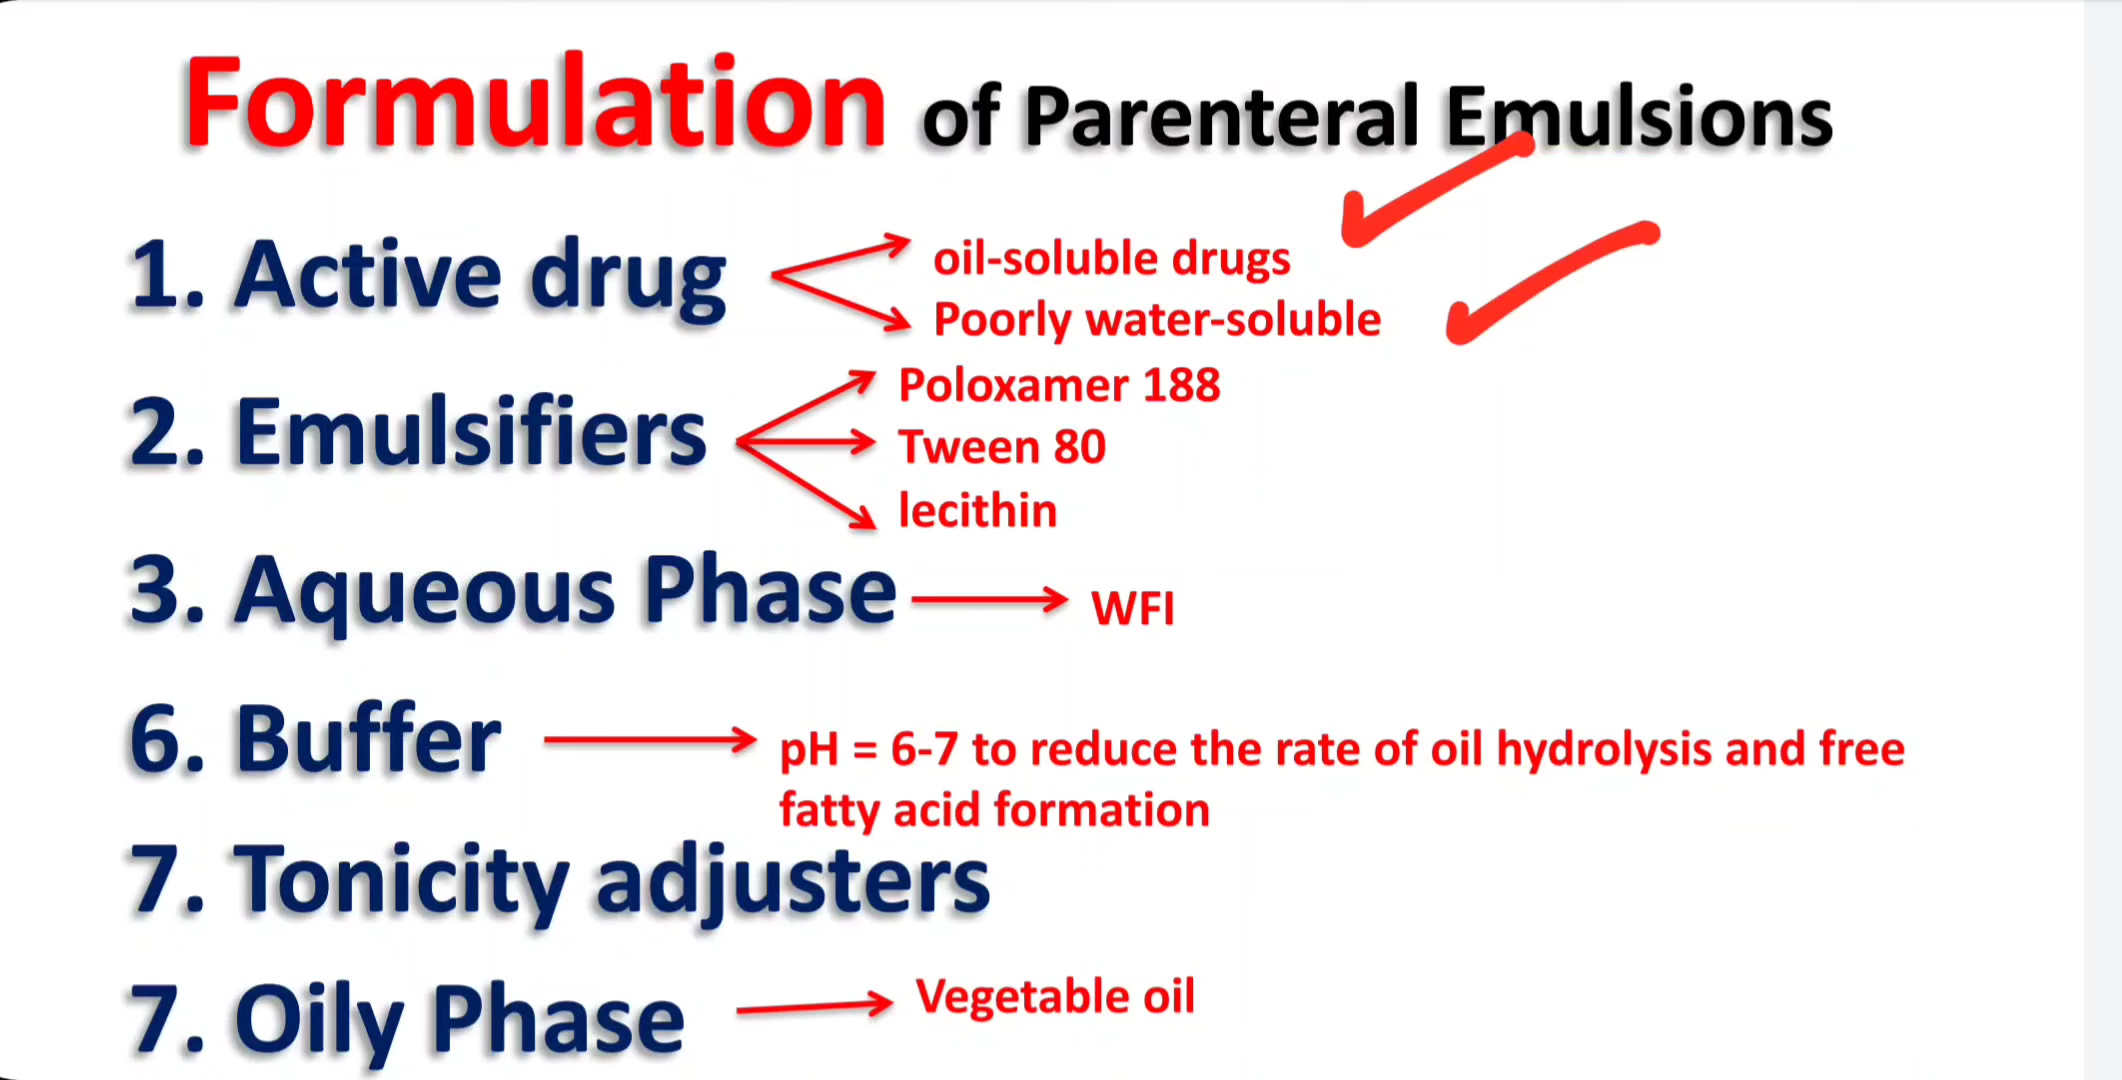 Formulation of Parenteral Emulsions
1. Active drug
oil-soluble drugs
Poorly water-soluble
2. Emulsifiers
Poloxamer 188
Tween 80
lecithin
3. Aqueous Phase
WFI
6. Buffer
pH = 6-7 to reduce the rate of oil hydrolysis and free
fatty acid formation
7. Tonicity adjusters
7. Oily Phase
Vegetable oil